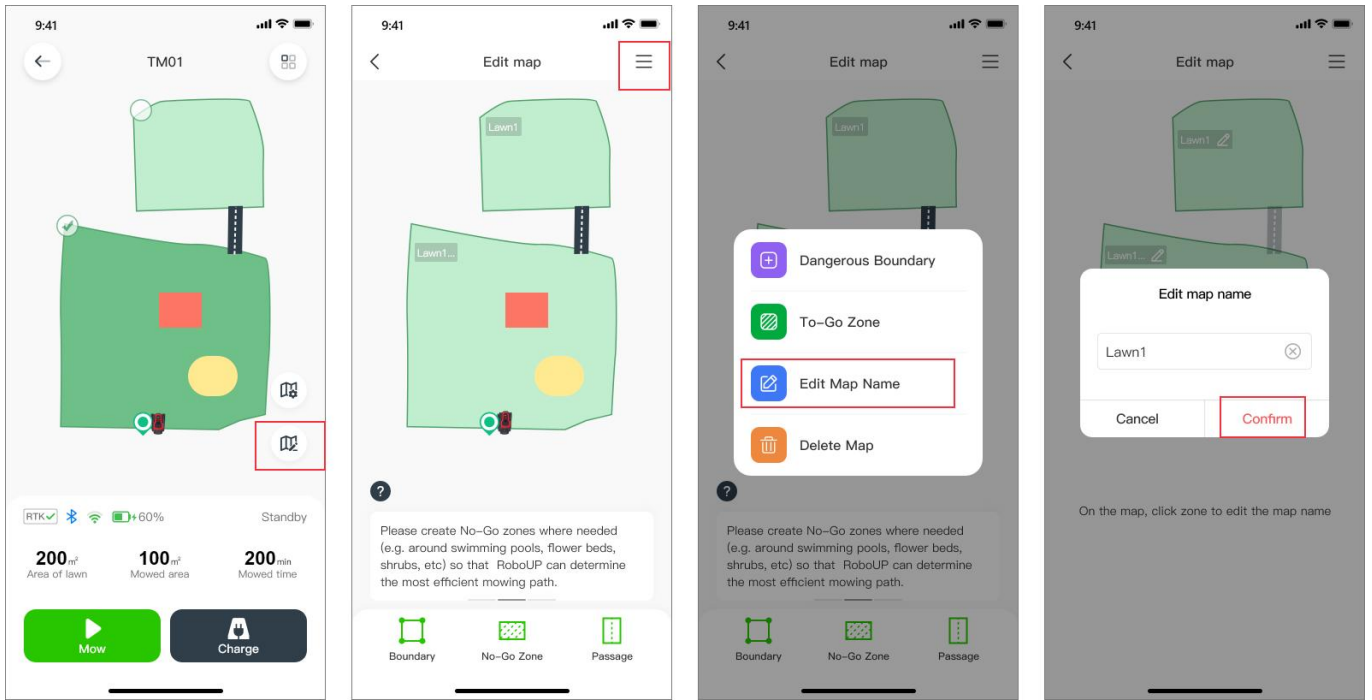 9:41
TM01
RTK
60%
Standby
200 m²
100 m²
200 min
Area of lawn
Mowed area
Mowed time
Mow
Charge
9:41
Edit map
Lawn1
Lawn1...
?
Please create No-Go zones where needed
(e.g. around swimming pools, flower beds,
shrubs, etc) so that RoboUP can determine
the most efficient mowing path.
Boundary
No-Go Zone
Passage
9:41
Edit map
Lawn1
Dangerous Boundary
To-Go Zone
Edit Map Name
Delete Map
?
Please create No-Go zones where needed
(e.g. around swimming pools, flower beds,
shrubs, etc) so that RoboUP can determine
the most efficient mowing path.
Boundary
No-Go Zone
Passage
9:41
Edit map
Lawn1
Lawn1...
Edit map name
Lawn1
Cancel
Confirm
On the map, click zone to edit the map name